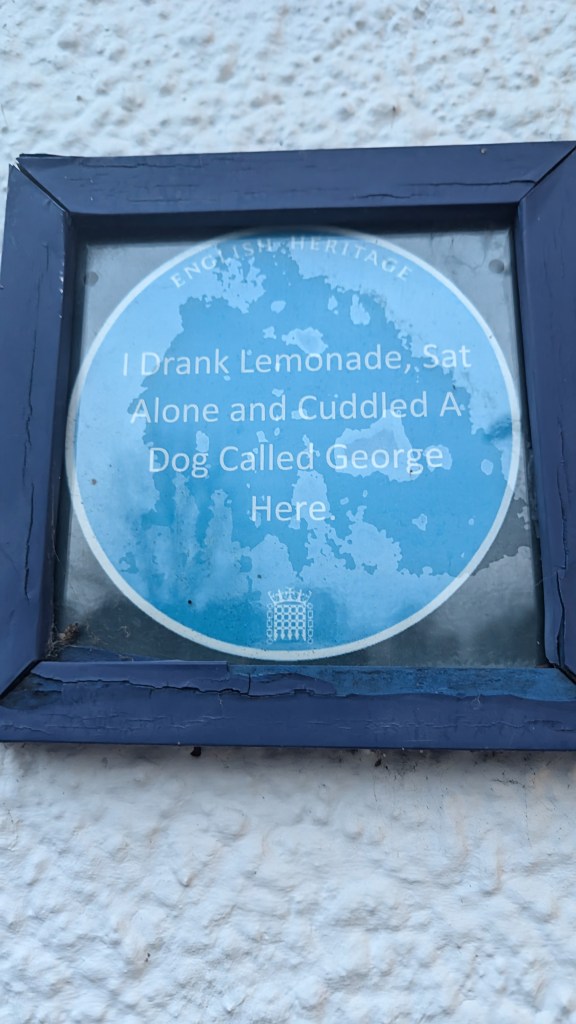 ENGLISH HERITAGE
I Drank Lemonade, Sat
Alone and Cuddled A
Dog Called George
Here.